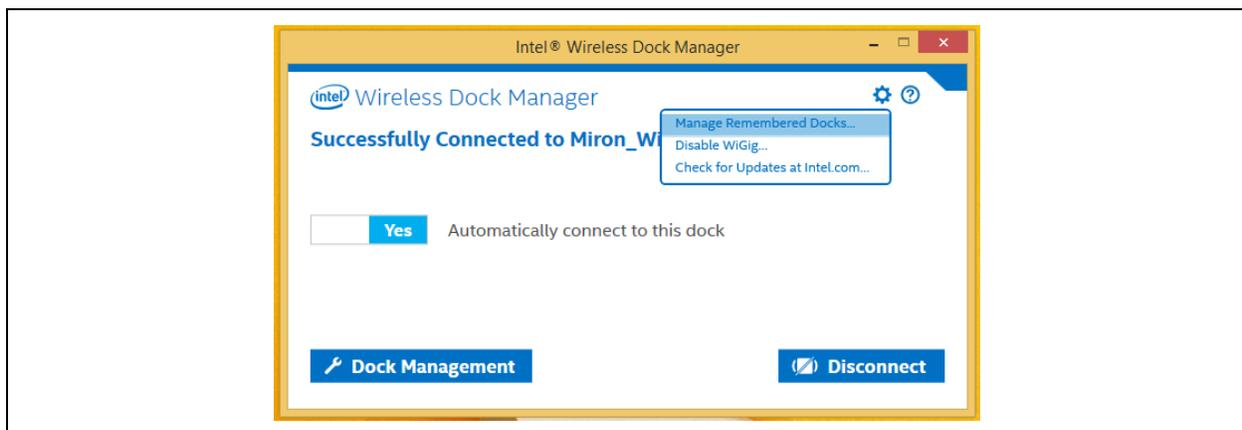 Intel® Wireless Dock Manager
intel Wireless Dock Manager
Manage Remembered Docks...
Successfully Connected to Miron_Wi
Disable WiGig...
Check for Updates at Intel.com...
Yes Automatically connect to this dock
Dock Management
Disconnect